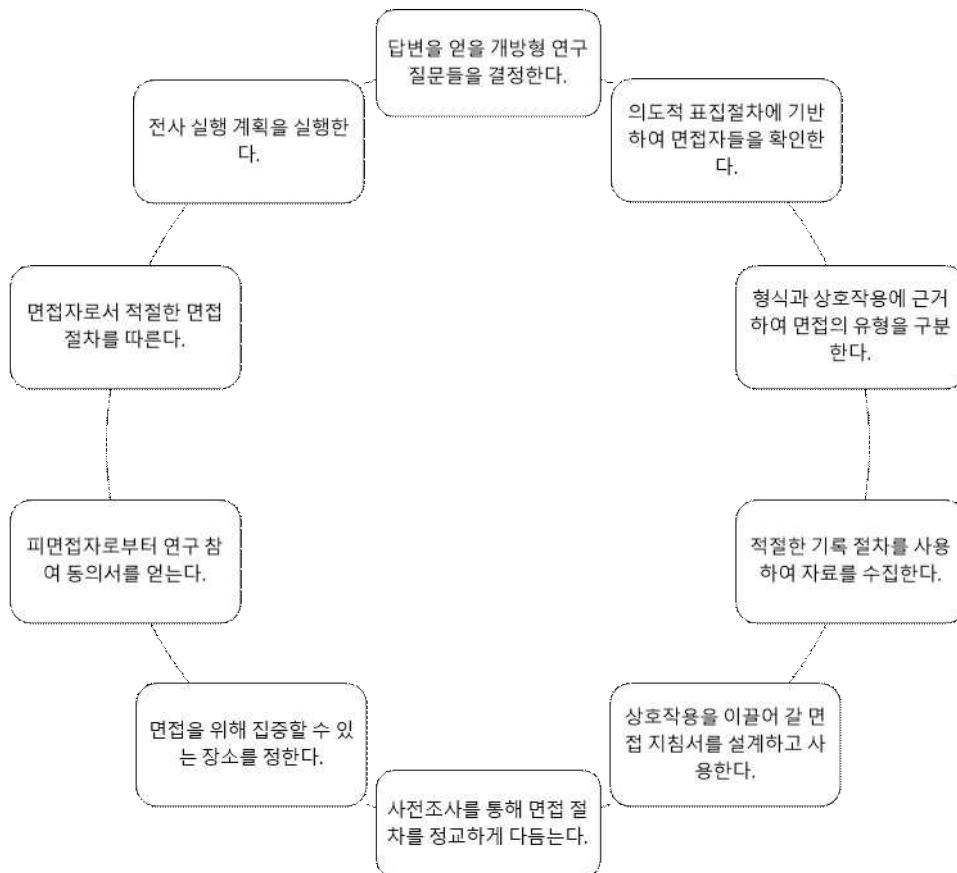 답변을 얻을 개방형 연구
질문들을 결정한다.
의도적 표집절차에 기반
하여 면접자들을 확인한
다.
형식과 상호작용에 근거
하여 면접의 유형을 구분
한다.
적절한 기록 절차를 사용
하여 자료를 수집한다.
상호작용을 이끌어 갈 면
접 지침서를 설계하고 사
용한다.
사전조사를 통해 면접 절
차를 정교하게 다듬는다.
면접을 위해 집중할 수 있
는 장소를 정한다.
피면접자로부터 연구 참
여 동의서를 얻는다.
면접자로서 적절한 면접
절차를 따른다.
전사 실행 계획을 실행한
다.